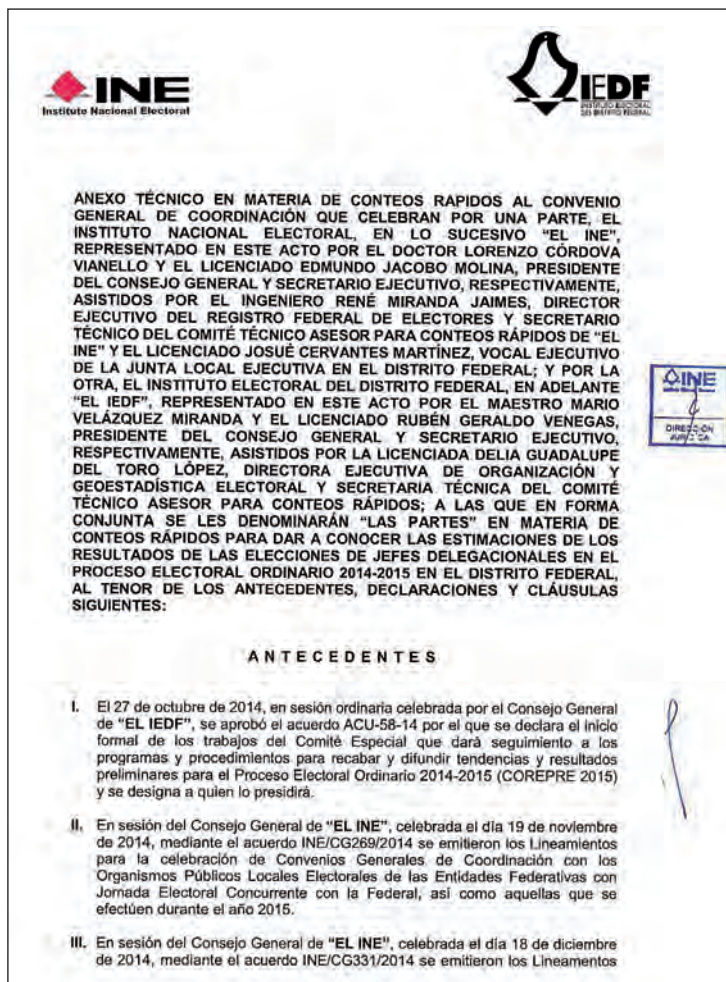 INE
Instituto Nacional Electoral
IEDF
INSTITUTO ELECTORAL
DEL DISTRITO FEDERAL
ANEXO TÉCNICO EN MATERIA DE CONTEOS RAPIDOS AL CONVENIO
GENERAL DE COORDINACIÓN QUE CELEBRAN POR UNA PARTE, EL
INSTITUTO NACIONAL ELECTORAL, EN LO SUCESIVO "EL INE",
REPRESENTADO EN ESTE ACTO POR EL DOCTOR LORENZO CÓRDOVA
VIANELLO Y EL LICENCIADO EDMUNDO JACOBO MOLINA, PRESIDENTE
DEL CONSEJO GENERAL Y SECRETARIO EJECUTIVO, RESPECTIVAMENTE,
ASISTIDOS POR EL INGENIERO RENÉ MIRANDA JAIMES, DIRECTOR
EJECUTIVO DEL REGISTRO FEDERAL DE ELECTORES Y SECRETARIO
TÉCNICO DEL COMITÉ TÉCNICO ASESOR PARA CONTEOS RÁPIDOS DE "EL
INE" Y EL LICENCIADO JOSUÉ CERVANTES MARTÍNEZ, VOCAL EJECUTIVO
DE LA JUNTA LOCAL EJECUTIVA EN EL DISTRITO FEDERAL; Y POR LA
OTRA, EL INSTITUTO ELECTORAL DEL DISTRITO FEDERAL, EN ADELANTE
"EL IEDF", REPRESENTADO EN ESTE ACTO POR EL MAESTRO MARIO
VELÁZQUEZ MIRANDA Y EL LICENCIADO RUBÉN GERALDO VENEGAS,
PRESIDENTE DEL CONSEJO GENERAL Y SECRETARIO EJECUTIVO,
RESPECTIVAMENTE, ASISTIDOS POR LA LICENCIADA DELIA GUADALUPE
DEL TORO LÓPEZ, DIRECTORA EJECUTIVA DE ORGANIZACIÓN Y
GEOESTADÍSTICA ELECTORAL Y SECRETARIA TÉCNICA DEL COMITÉ
TÉCNICO ASESOR PARA CONTEOS RÁPIDOS; A LAS QUE EN FORMA
CONJUNTA SE LES DENOMINARÁN "LAS PARTES" EN MATERIA DE
CONTEOS RÁPIDOS PARA DAR A CONOCER LAS ESTIMACIONES DE LOS
RESULTADOS DE LAS ELECCIONES DE JEFES DELEGACIONALES EN EL
PROCESO ELECTORAL ORDINARIO 2014-2015 EN EL DISTRITO FEDERAL,
AL TENOR DE LOS ANTECEDENTES, DECLARACIONES Y CLÁUSULAS
SIGUIENTES:
INE
DIRECCIÓN
JURÍDICA
ANTECEDENTES
I. El 27 de octubre de 2014, en sesión ordinaria celebrada por el Consejo General
de "EL IEDF", se aprobó el acuerdo ACU-58-14 por el que se declara el inicio
formal de los trabajos del Comité Especial que dará seguimiento a los
programas y procedimientos para recabar y difundir tendencias y resultados
preliminares para el Proceso Electoral Ordinario 2014-2015 (COREPRE 2015)
y se designa a quien lo presidirá.
II. En sesión del Consejo General de "EL INE", celebrada el día 19 de noviembre
de 2014, mediante el acuerdo INE/CG269/2014 se emitieron los Lineamientos
para la celebración de Convenios Generales de Coordinación con los
Organismos Públicos Locales Electorales de las Entidades Federativas con
Jornada Electoral Concurrente con la Federal, así como aquellas que se
efectúen durante el año 2015.
III. En sesión del Consejo General de "EL INE", celebrada el día 18 de diciembre
de 2014, mediante el acuerdo INE/CG331/2014 se emitieron los Lineamentos